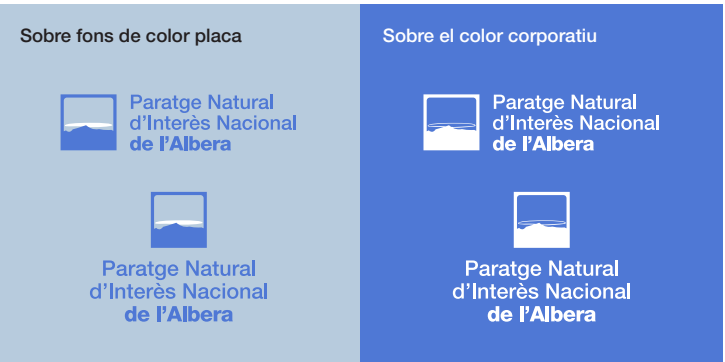 Sobre fons de color placa
Paratge Natural
d'Interès Nacional
de l'Albera
Paratge Natural
d'Interès Nacional
de l'Albera
Sobre el color corporatiu
Paratge Natural
d'Interès Nacional
de l'Albera
Paratge Natural
d'Interès Nacional
de l'Albera